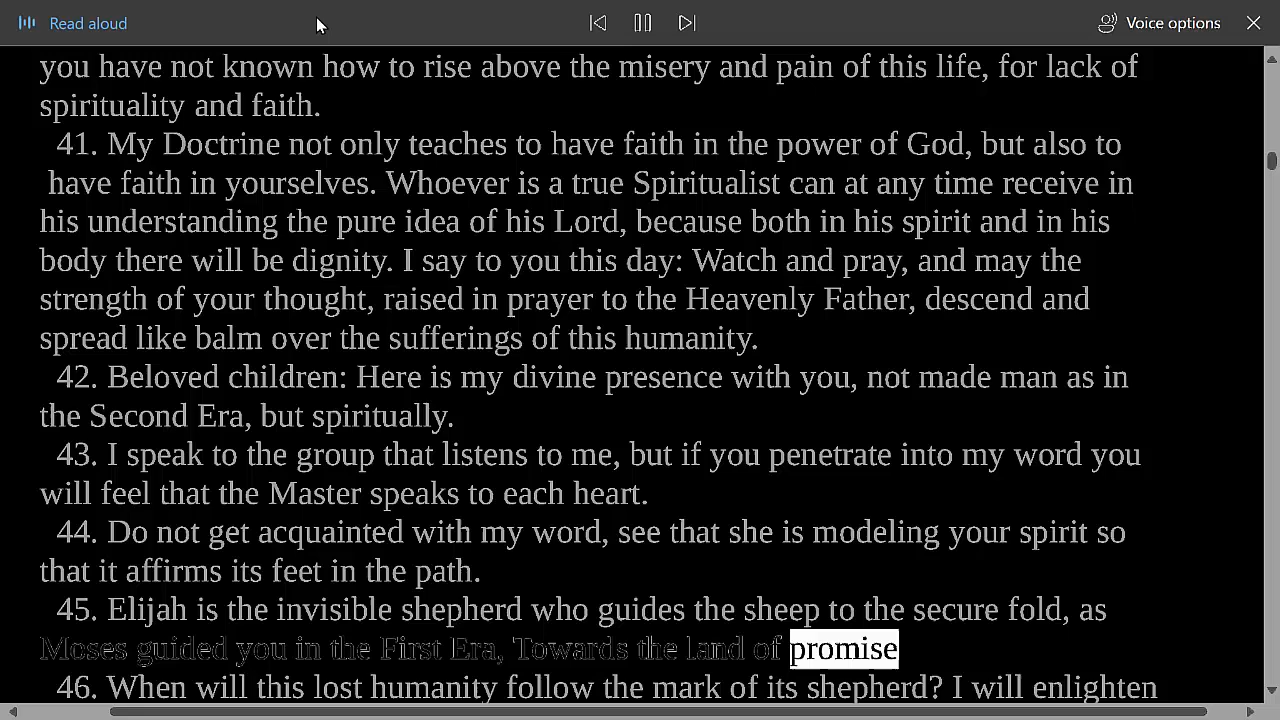 Read aloud
Voice options
you have not known how to rise above the misery and pain of this life, for lack of
spirituality and faith.
41. My Doctrine not only teaches to have faith in the power of God, but also to
have faith in yourselves. Whoever is a true Spiritualist can at any time receive in
his understanding the pure idea of his Lord, because both in his spirit and in his
body there will be dignity. I say to you this day: Watch and pray, and may the
strength of your thought, raised in prayer to the Heavenly Father, descend and
spread like balm over the sufferings of this humanity.
42. Beloved children: Here is my divine presence with you, not made man as in
the Second Era, but spiritually.
43. I speak to the group that listens to me, but if you penetrate into my word you
will feel that the Master speaks to each heart.
44. Do not get acquainted with my word, see that she is modeling your spirit so
that it affirms its feet in the path.
45. Elijah is the invisible shepherd who guides the sheep to the secure fold, as
Moses guided you in the First Era, Towards the land of promise
46. When will this lost humanity follow the mark of its shepherd? I will enlighten